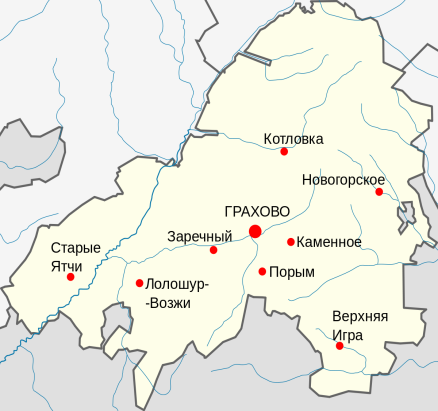 Котловка
Новогорское
ГРАХОВО
Заречный
Каменное
Старые
Ятчи
Лолошур-
-Возжи
Порым
Верхняя
Игра